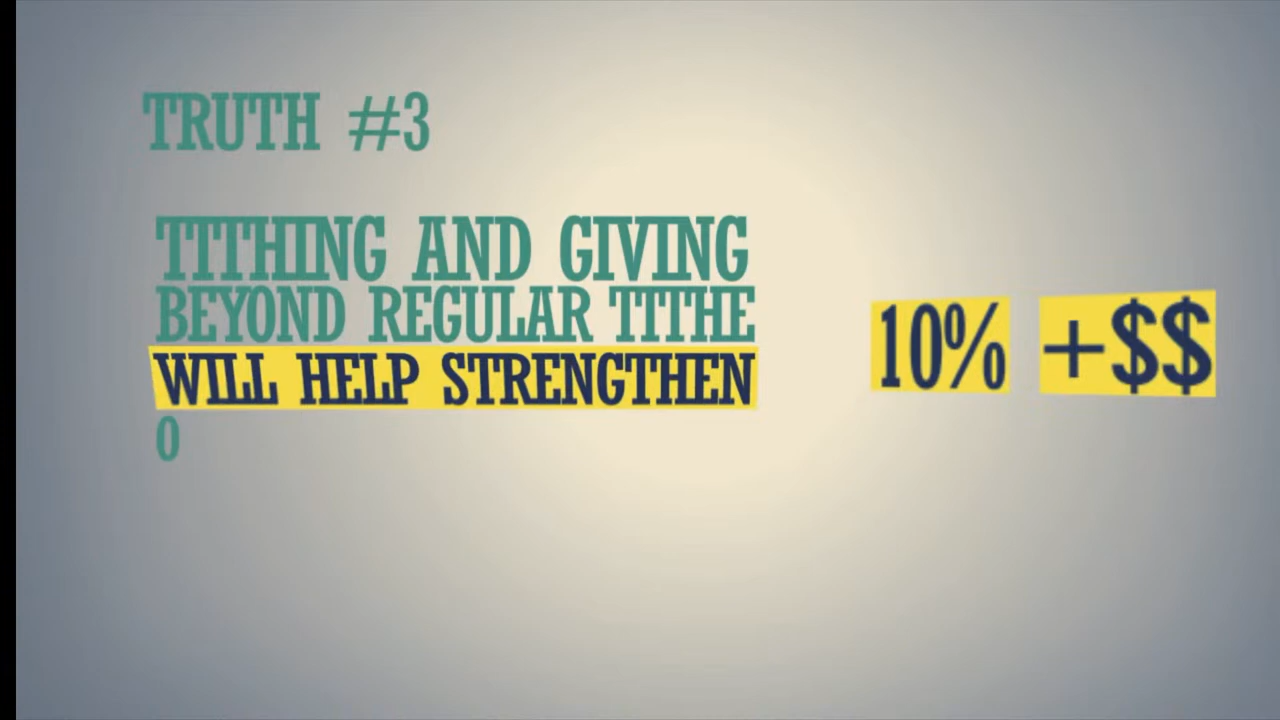 TRUTH #3
TITHING AND GIVING
BEYOND REGULAR TITHE
WILL HELP STRENGTHEN
O
10% +$$